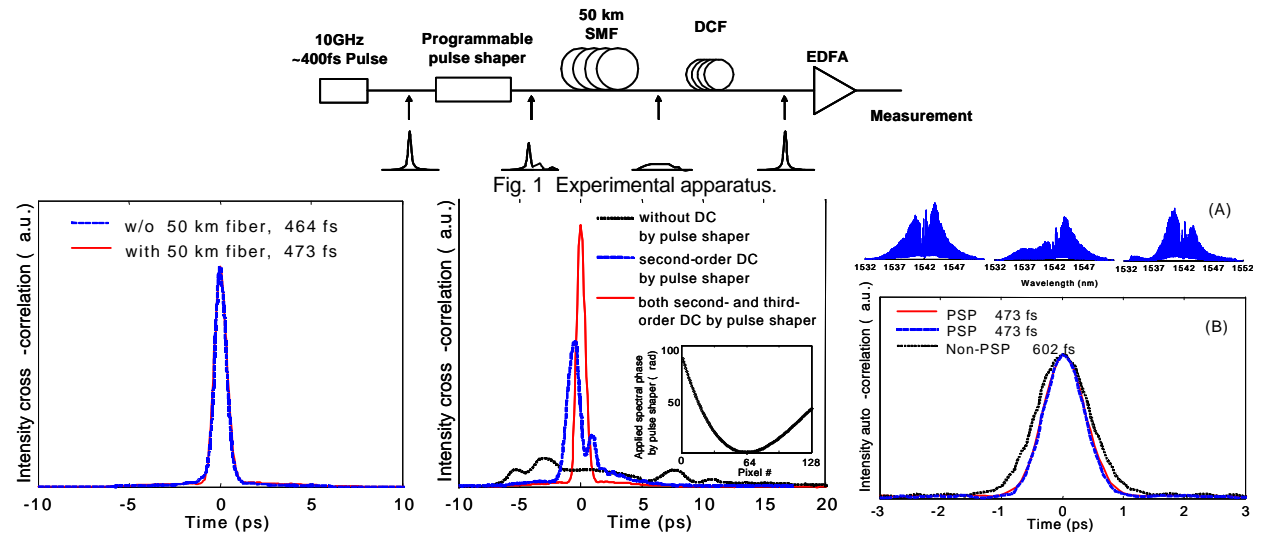 10GHz
~400fs Pulse
Programmable
pulse shaper
50 km
SMF
DCF
EDFA
Measurement
Fig. 1 Experimental apparatus.
Intensity cross -correlation ( a.u.)
w/o 50 km fiber, 464 fs
with 50 km fiber, 473 fs
-10 -5 0 5 10
Time (ps)
Intensity cross -correlation ( a.u.)
without DC
by pulse shaper
second-order DC
by pulse shaper
both second- and third-
order DC by pulse shaper
Applied spectral phase
by pulse shaper ( rad)
100
50
0 64 128
Pixel #
-10 -5 0 5 10 15 20
Time (ps)
(A)
1532 1537 1542 1547 1532 1537 1542 1547 1532 1537 1542 1547 1552
Wavelength (nm)
Intensity auto -correlation ( a.u.)
PSP 473 fs
PSP 473 fs
Non-PSP 602 fs
(B)
-3 -2 -1 0 1 2 3
Time (ps)